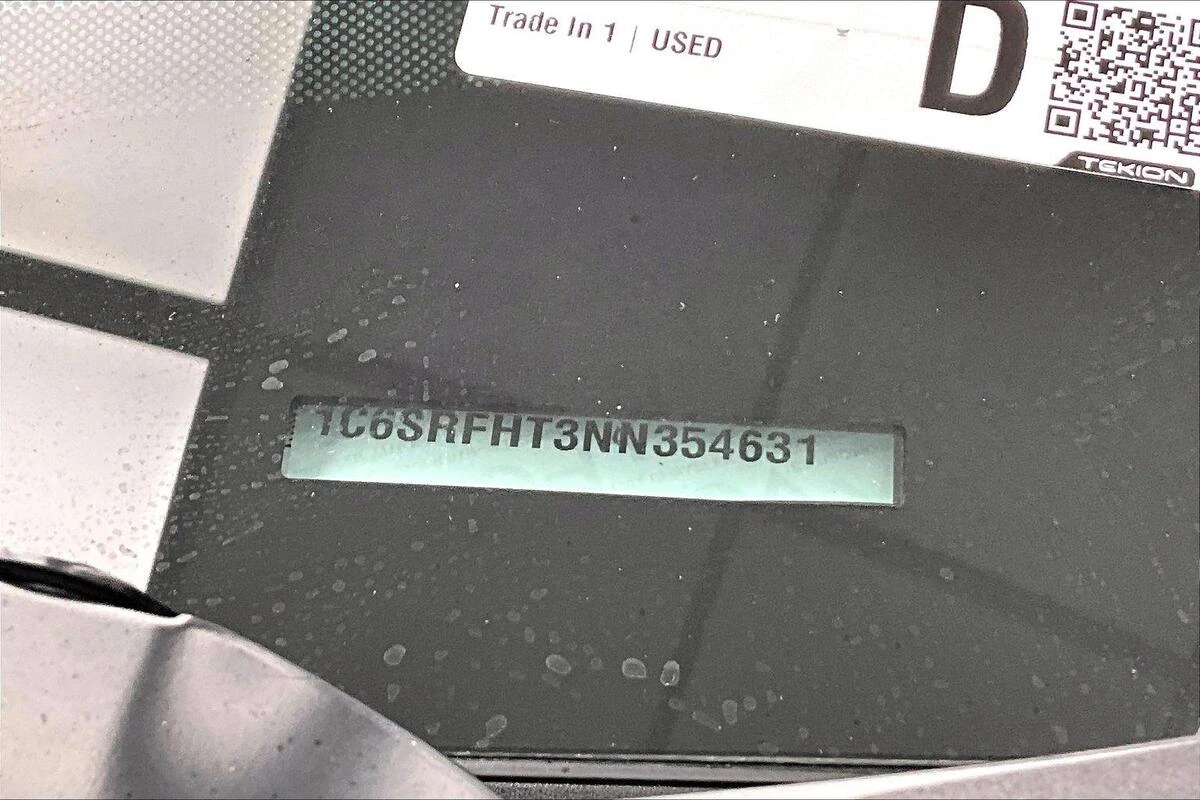 Trade In 1 | USED
D
TEKION
1C6SRFHT3NN354631